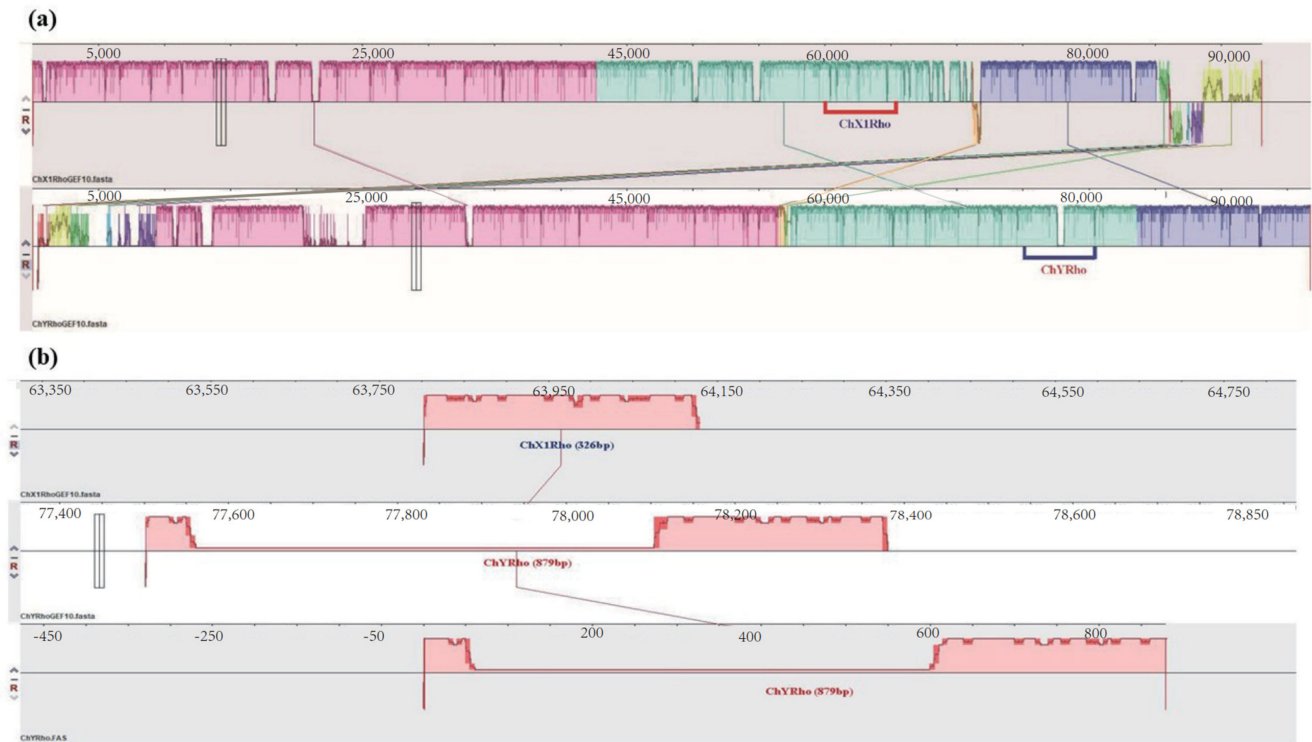 (a)
5,000 25,000 45,000 60,000 80,000 90,000
R
ChX1Rho
ChX1RhoGEF10.fasta
5,000 25,000 45,000 60,000 80,000 90,000
R
ChYRho
ChYRhoGEF10.fasta
(b)
63,350 63,550 63,750 63,950 64,150 64,350 64,550 64,750
R
ChX1Rho (326bp)
ChX1RhoGEF10.fasta
77,400 77,600 77,800 78,000 78,200 78,400 78,600 78,850
R
ChYRho (879bp)
ChYRhoGEF10.fasta
-450 -250 -50 200 400 600 800
R
ChYRho (879bp)
ChYRho.FAS